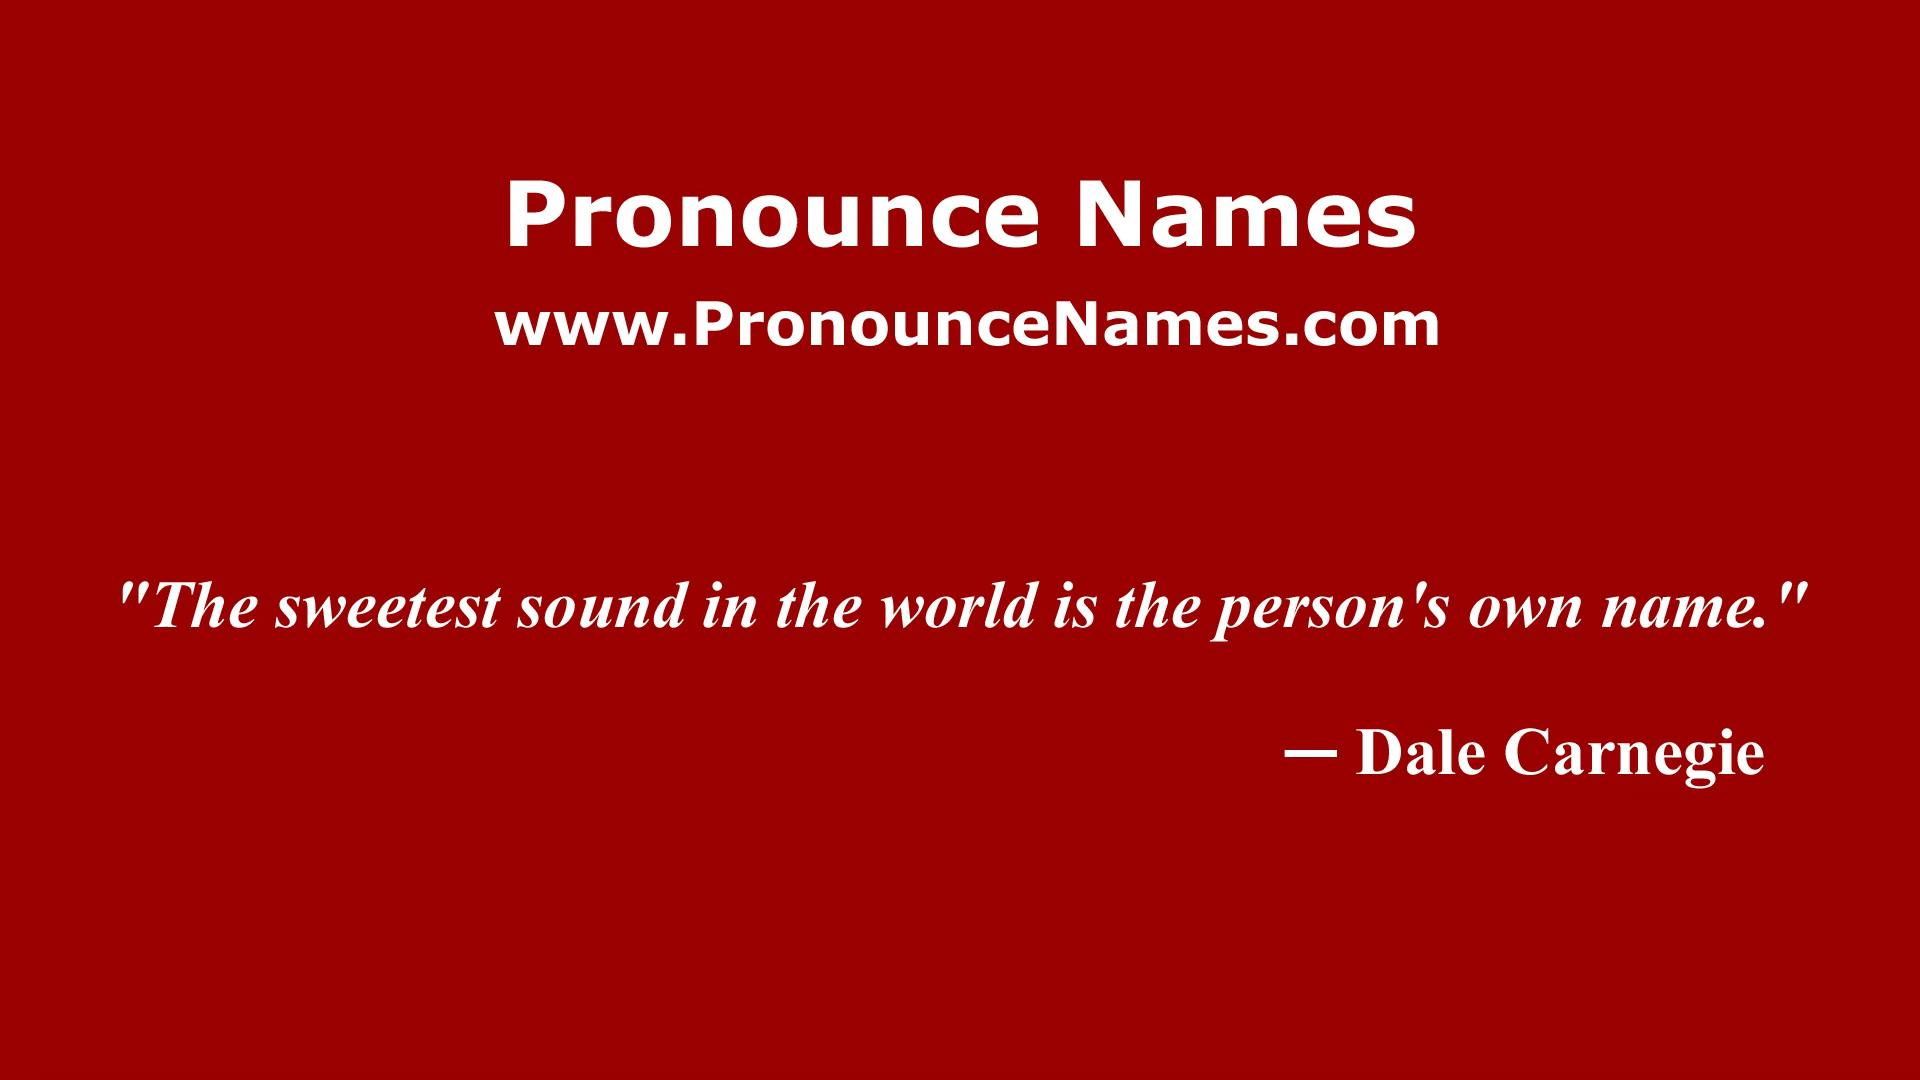 Pronounce Names
www.PronounceNames.com
"The sweetest sound in the world is the person's own name."
— Dale Carnegie